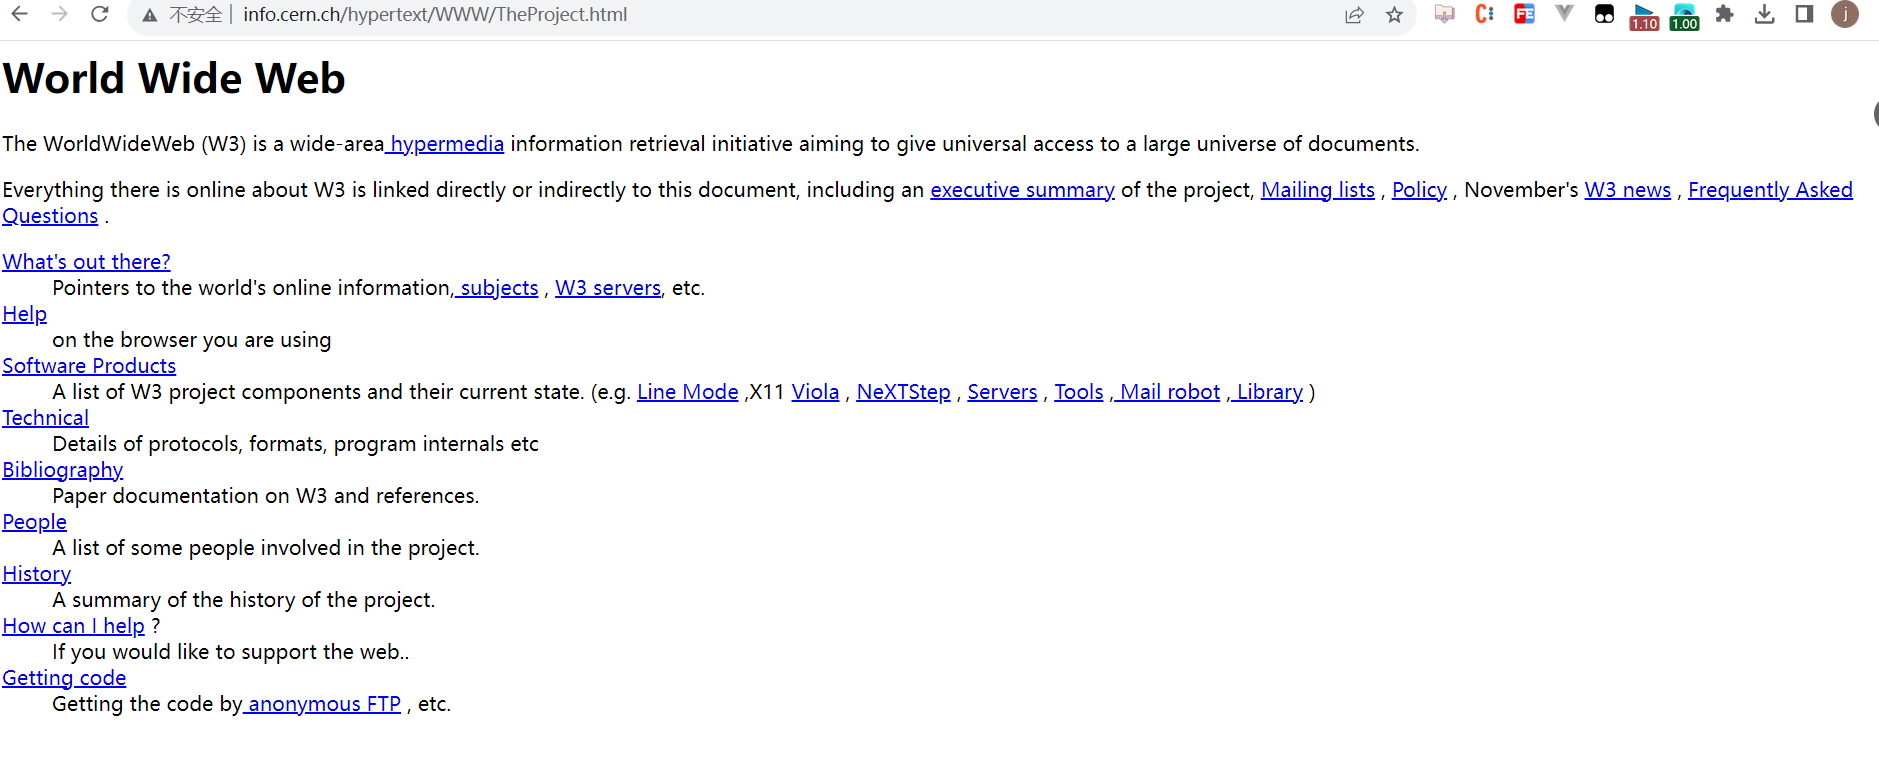 不安全 info.cern.ch/hypertext/WWW/TheProject.html
1.10 1.00 j
World Wide Web
The WorldWideWeb (W3) is a wide-area hypermedia information retrieval initiative aiming to give universal access to a large universe of documents.
Everything there is online about W3 is linked directly or indirectly to this document, including an executive summary of the project, Mailing lists , Policy , November's W3 news , Frequently Asked
Questions .
What's out there?
Pointers to the world's online information, subjects , W3 servers, etc.
Help
on the browser you are using
Software Products
A list of W3 project components and their current state. (e.g. Line Mode ,X11 Viola , NeXTStep , Servers , Tools , Mail robot , Library )
Technical
Details of protocols, formats, program internals etc
Bibliography
Paper documentation on W3 and references.
People
A list of some people involved in the project.
History
A summary of the history of the project.
How can I help ?
If you would like to support the web..
Getting code
Getting the code by anonymous FTP , etc.